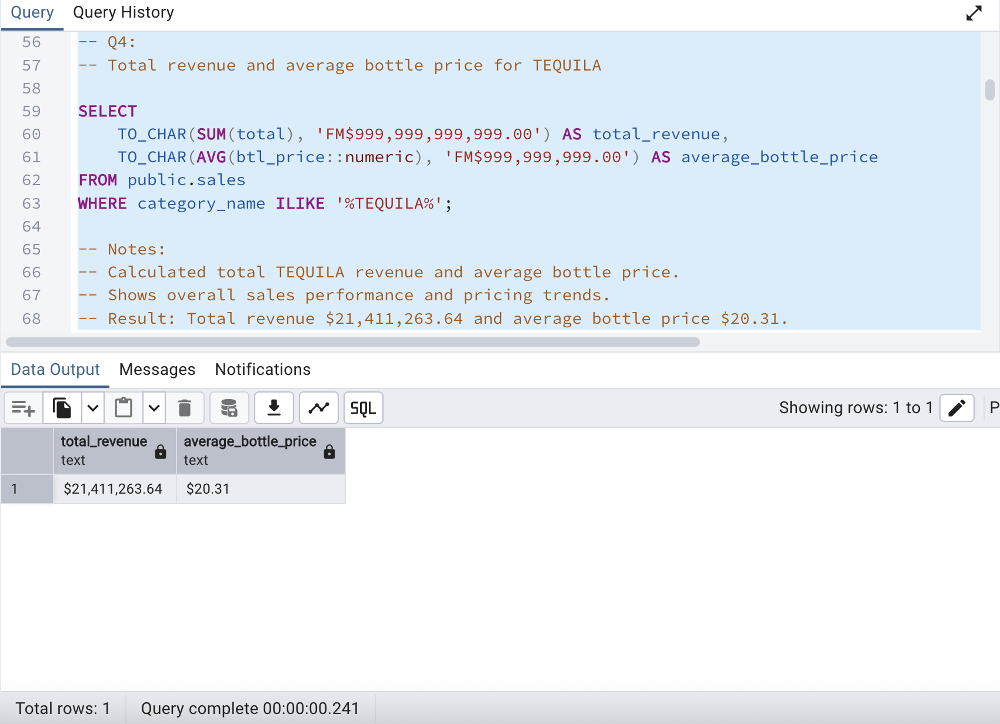 Query Query History
56 -- Q4:
57 -- Total revenue and average bottle price for TEQUILA
58
59 SELECT
60 TO_CHAR(SUM(total), 'FM$999,999,999,999.00') AS total_revenue,
61 TO_CHAR(AVG(btl_price::numeric), 'FM$999,999,999.00') AS average_bottle_price
62 FROM public.sales
63 WHERE category_name ILIKE '%TEQUILA%';
64
65 -- Notes:
66 -- Calculated total TEQUILA revenue and average bottle price.
67 -- Shows overall sales performance and pricing trends.
68 -- Result: Total revenue $21,411,263.64 and average bottle price $20.31.
Data Output Messages Notifications
SQL Showing rows: 1 to 1 P
total_revenue average_bottle_price
text text
1 $21,411,263.64 $20.31
Total rows: 1 Query complete 00:00:00.241